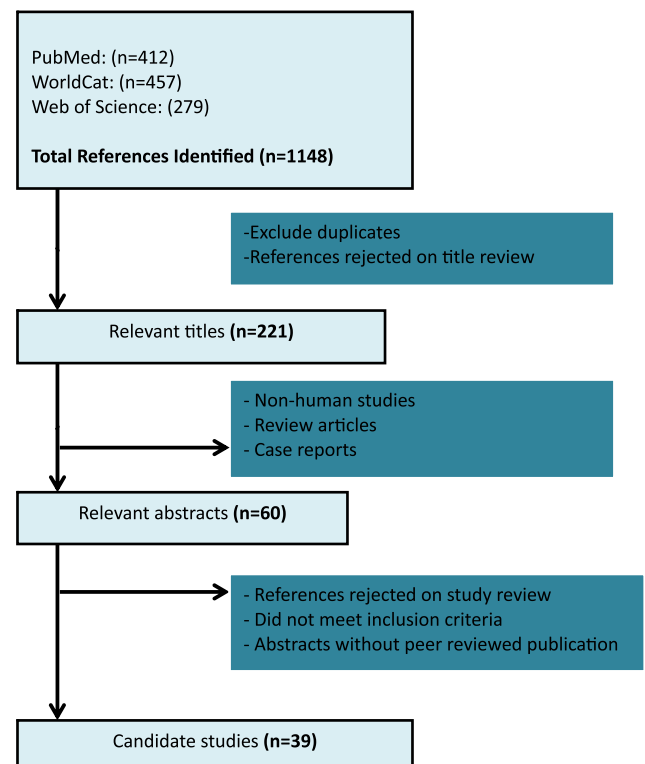 PubMed: (n=412)
WorldCat: (n=457)
Web of Science: (279)
Total References Identified (n=1148)
-Exclude duplicates
-References rejected on title review
Relevant titles (n=221)
- Non-human studies
- Review articles
- Case reports
Relevant abstracts (n=60)
- References rejected on study review
- Did not meet inclusion criteria
- Abstracts without peer reviewed publication
Candidate studies (n=39)